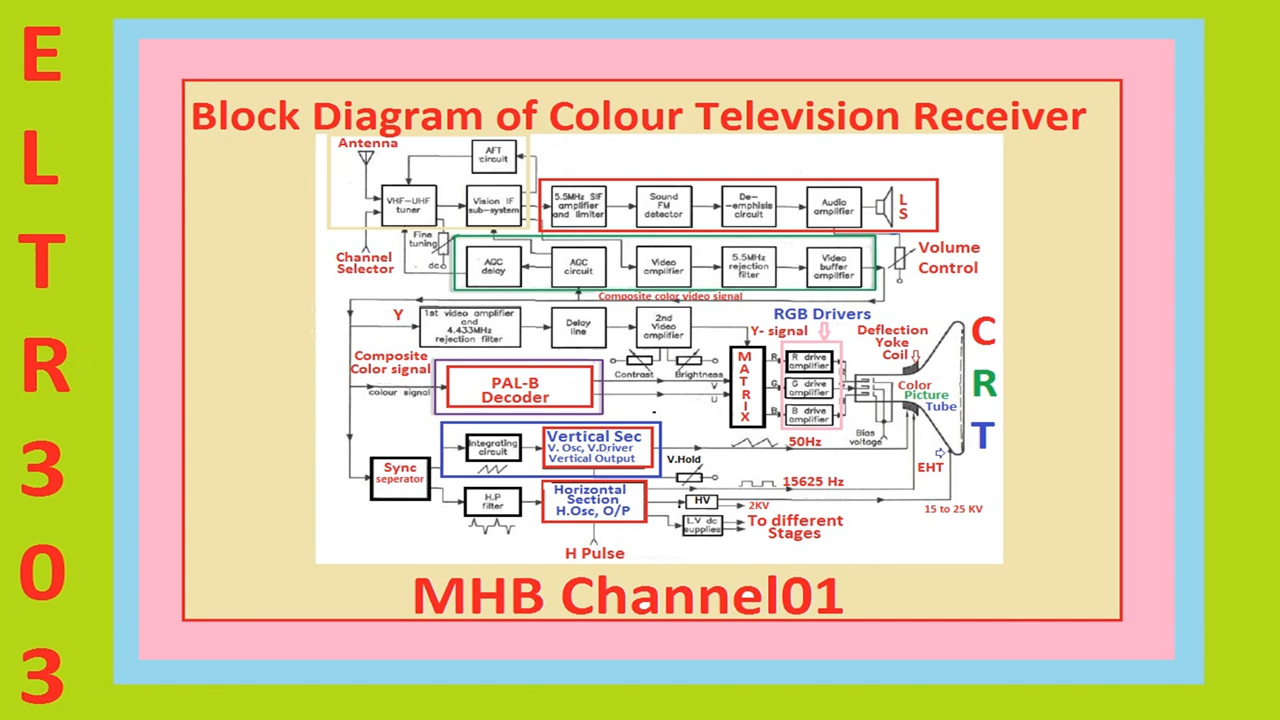 E
L
T
R
3
0
3
Block Diagram of Colour Television Receiver
Antenna
AFT
circuit
VHF-UHF
tuner
Vision IF
sub-system
5.5MHz SIF
amplifier
and limiter
Sound
FM
detector
De-
emphisis
circuit
Audio
amplifier
L
S
Fine
tuning
dc
Channel
Selector
AGC
delay
AGC
circuit
Video
amplifier
5.5MHz
rejection
filter
Video
buffer
amplifier
Volume
Control
Composite color video signal
Y
1st video amplifier
and
4.433MHz
rejection filter
Delay
line
2nd
Video
amplifier
Y- signal
RGB Drivers
Deflection
Yoke
Coil
C
R
T
Composite
Color signal
colour signal
PAL-B
Decoder
Contrast
Brightness
V
U
M
A
T
R
I
X
R
G
B
R drive
amplifier
G drive
amplifier
B drive
amplifier
Color
Picture
Tube
Bias
voltage
Integrating
circuit
Vertical Sec
V. Osc, V.Driver
Vertical Output
50Hz
V.Hold
EHT
Sync
seperator
H.P
filter
Horizontal
Section
H.Osc, O/P
15625 Hz
HV
2KV
15 to 25 KV
L.V dc
supplies
To different
Stages
H Pulse
MHB Channel01